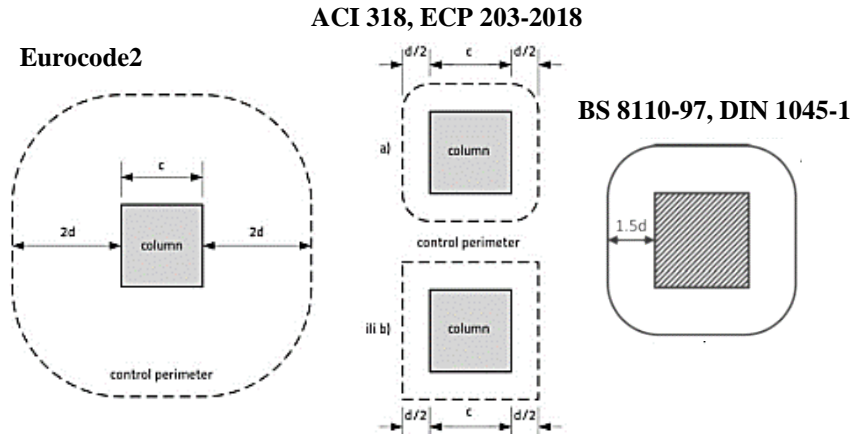 ACI 318, ECP 203-2018
Eurocode2
BS 8110-97, DIN 1045-1
c
2d
column
2d
control perimeter
d/2 c d/2
a)
column
control perimeter
ili b)
column
d/2 c d/2
1.5d